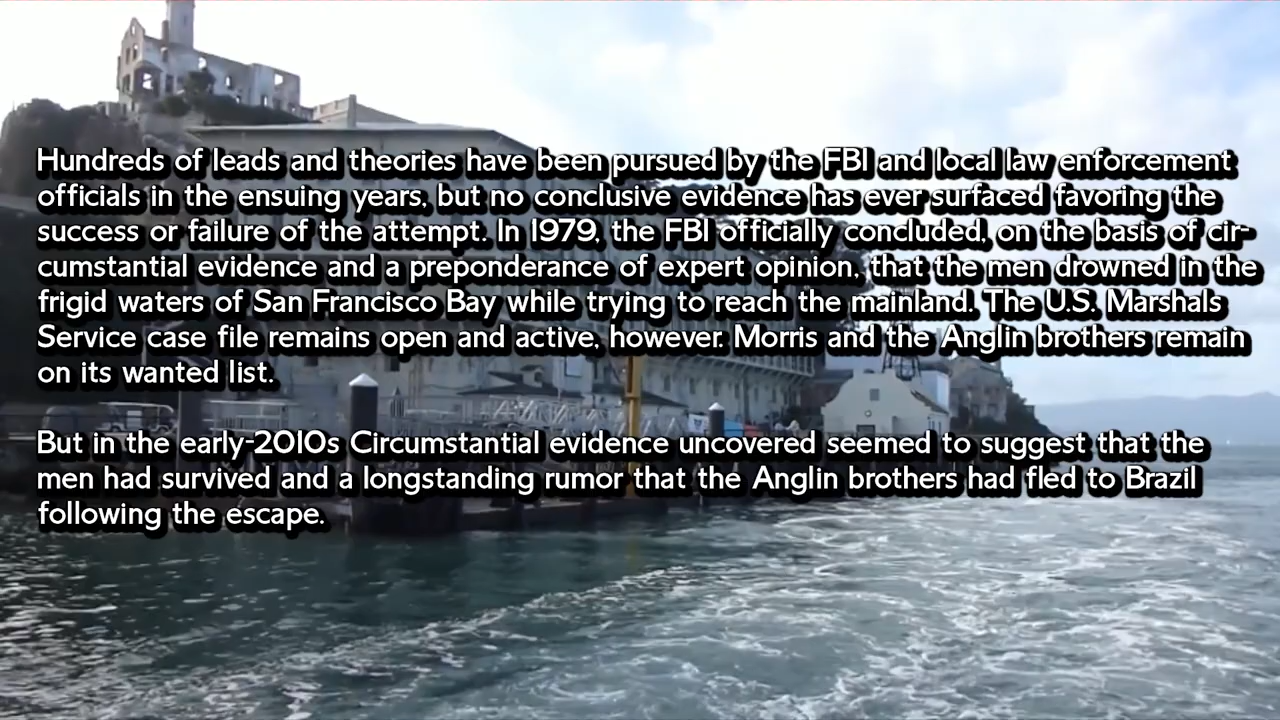 Hundreds of leads and theories have been pursued by the FBI and local law enforcement
officials in the ensuing years, but no conclusive evidence has ever surfaced favoring the
success or failure of the attempt. In 1979, the FBI officially concluded, on the basis of cir-
cumstantial evidence and a preponderance of expert opinion, that the men drowned in the
frigid waters of San Francisco Bay while trying to reach the mainland. The U.S. Marshals
Service case file remains open and active, however. Morris and the Anglin brothers remain
on its wanted list.
But in the early-2010s Circumstantial evidence uncovered seemed to suggest that the
men had survived and a longstanding rumor that the Anglin brothers had fled to Brazil
following the escape.